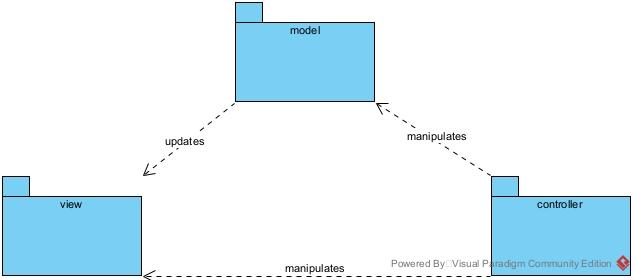 model
updates
manipulates
view
controller
Powered By Visual Paradigm Community Edition
manipulates